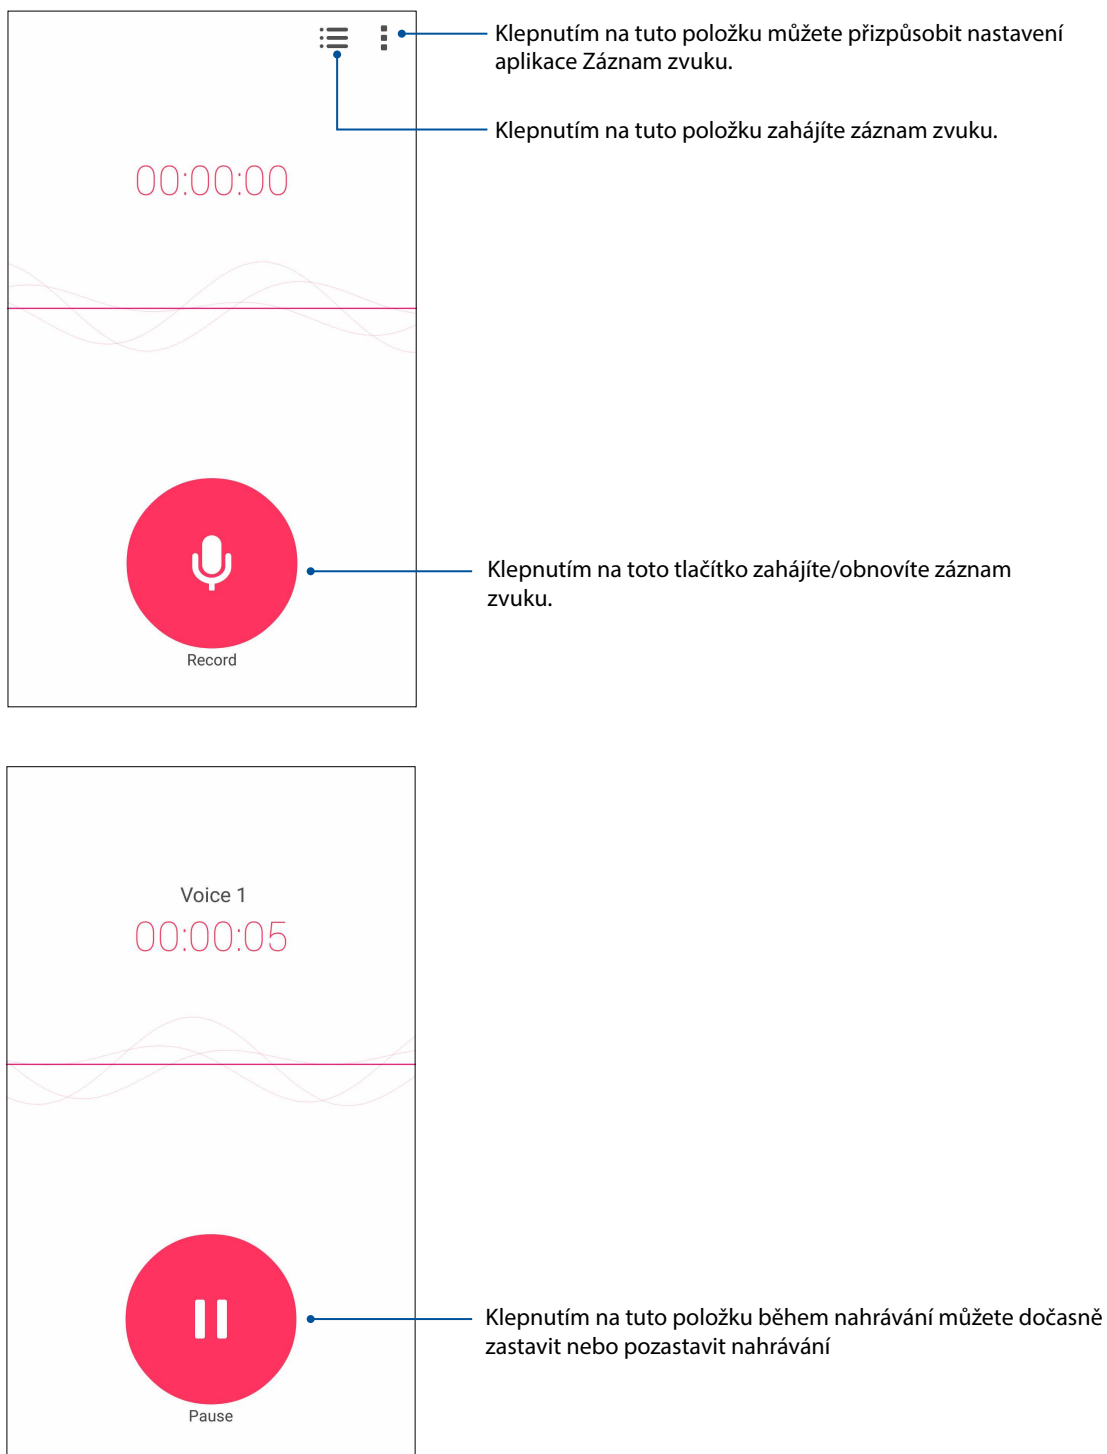 Klepnutím na tuto položku můžete přizpůsobit nastavení
aplikace Záznam zvuku.
Klepnutím na tuto položku zahájíte záznam zvuku.
00:00:00
Klepnutím na toto tlačítko zahájíte/obnovíte záznam
zvuku.
Record
Voice 1
00:00:05
Klepnutím na tuto položku během nahrávání můžete dočasně
zastavit nebo pozastavit nahrávání
Pause